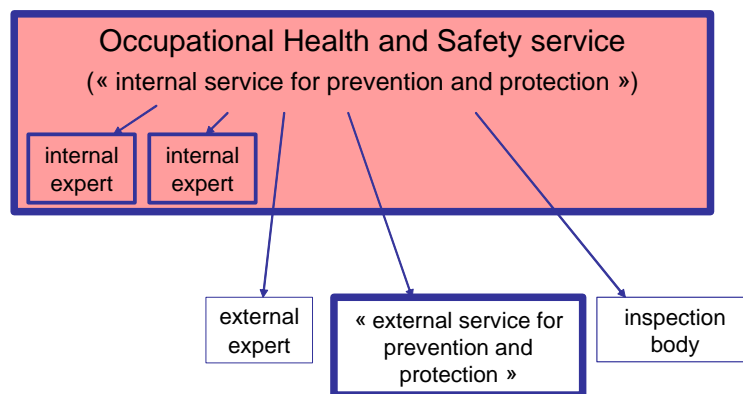 Occupational Health and Safety service
(« internal service for prevention and protection »)
internal
expert
internal
expert
external
expert
« external service for
prevention and
protection »
inspection
body